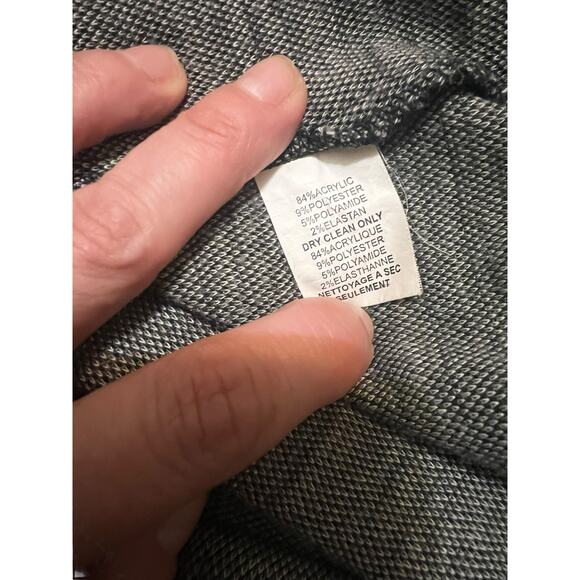 84%ACRYLIC
9%POLYESTER
5%POLYAMIDE
2%ELASTAN
DRY CLEAN ONLY
84%ACRYLIQUE
9%POLYESTER
5%POLYAMIDE
2%ELASTHANNE
NETTOYAGE A SEC
SEULEMENT